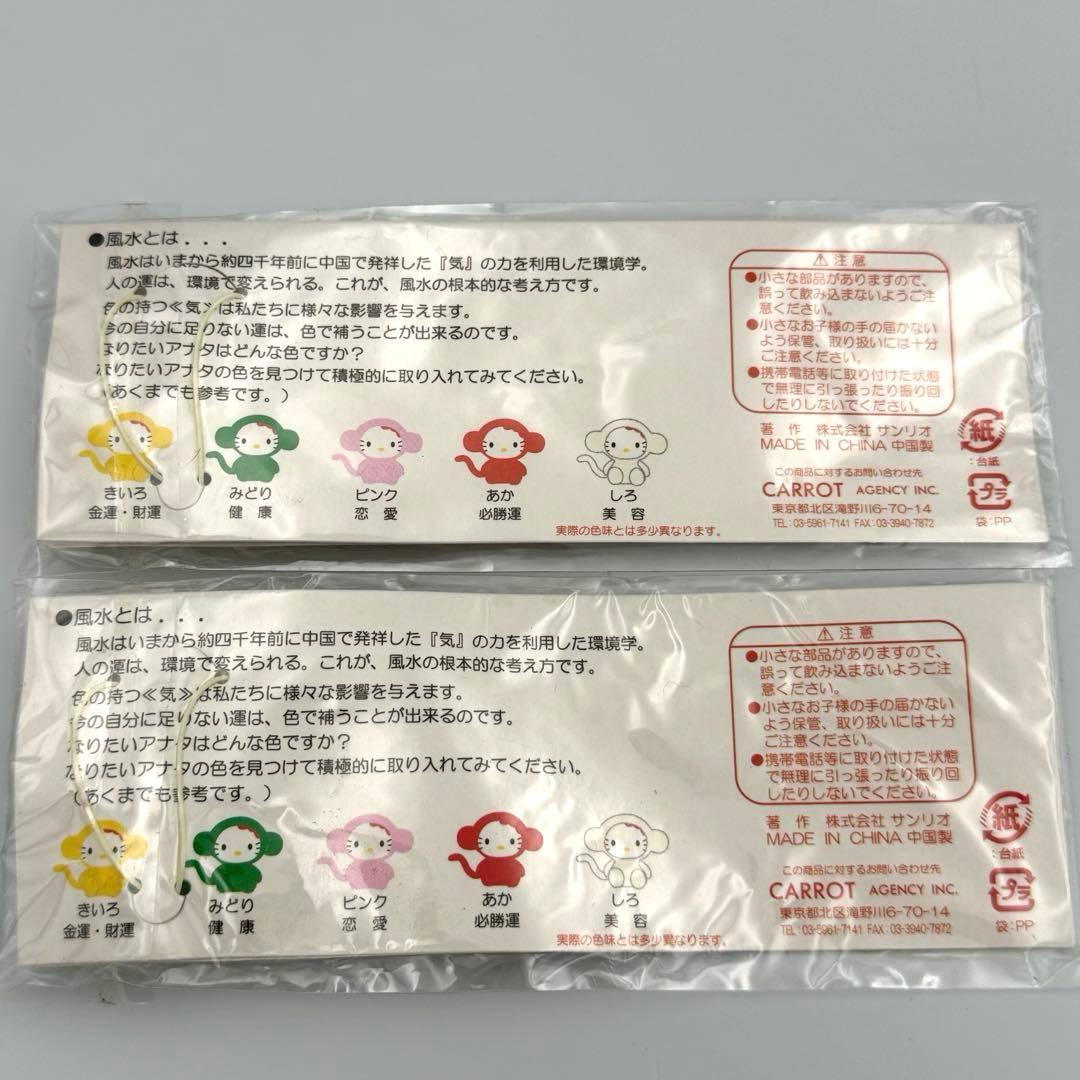 ●風水とは...
風水はいまから約四千年前に中国で発祥した『気』の力を利用した環境学。
人の運は、環境で変えられる。これが、風水の根本的な考え方です。
色の持つ≪気≫は私たちに様々な影響を与えます。
今の自分に足りない運は、色で補うことが出来るのです。
なりたいアナタはどんな色ですか?
なりたいアナタの色を見つけて積極的に取り入れてみてください。
(あくまでも参考です。)
きいろ みどり ピンク あか しろ
金運・財運 健康 恋愛 必勝運 美容
実際の色味とは多少異なります。
⚠注意
●小さな部品がありますので、
誤って飲み込まないようご注
意ください。
●小さなお子様の手の届かない
よう保管、取り扱いには十分
ご注意ください。
●携帯電話等に取り付けた状態
で無理に引っ張ったり振り回
したりしないでください。
著作 株式会社 サンリオ
MADE IN CHINA 中国製
この商品に対するお問い合わせ先
CARROT AGENCY INC.
東京都北区滝野川6-70-14
TEL:03-5961-7141 FAX:03-3940-7872
紙
:台紙
プラ
袋:PP
●風水とは...
風水はいまから約四千年前に中国で発祥した『気』の力を利用した環境学。
人の運は、環境で変えられる。これが、風水の根本的な考え方です。
色の持つ≪気≫は私たちに様々な影響を与えます。
今の自分に足りない運は、色で補うことが出来るのです。
なりたいアナタはどんな色ですか?
なりたいアナタの色を見つけて積極的に取り入れてみてください。
(あくまでも参考です。)
きいろ みどり ピンク あか しろ
金運・財運 健康 恋愛 必勝運 美容
実際の色味とは多少異なります。
⚠注意
●小さな部品がありますので、
誤って飲み込まないようご注
意ください。
●小さなお子様の手の届かない
よう保管、取り扱いには十分
ご注意ください。
●携帯電話等に取り付けた状態
で無理に引っ張ったり振り回
したりしないでください。
著作 株式会社 サンリオ
MADE IN CHINA 中国製
この商品に対するお問い合わせ先
CARROT AGENCY INC.
東京都北区滝野川6-70-14
TEL:03-5961-7141 FAX:03-3940-7872
紙
:台紙
プラ
袋:PP